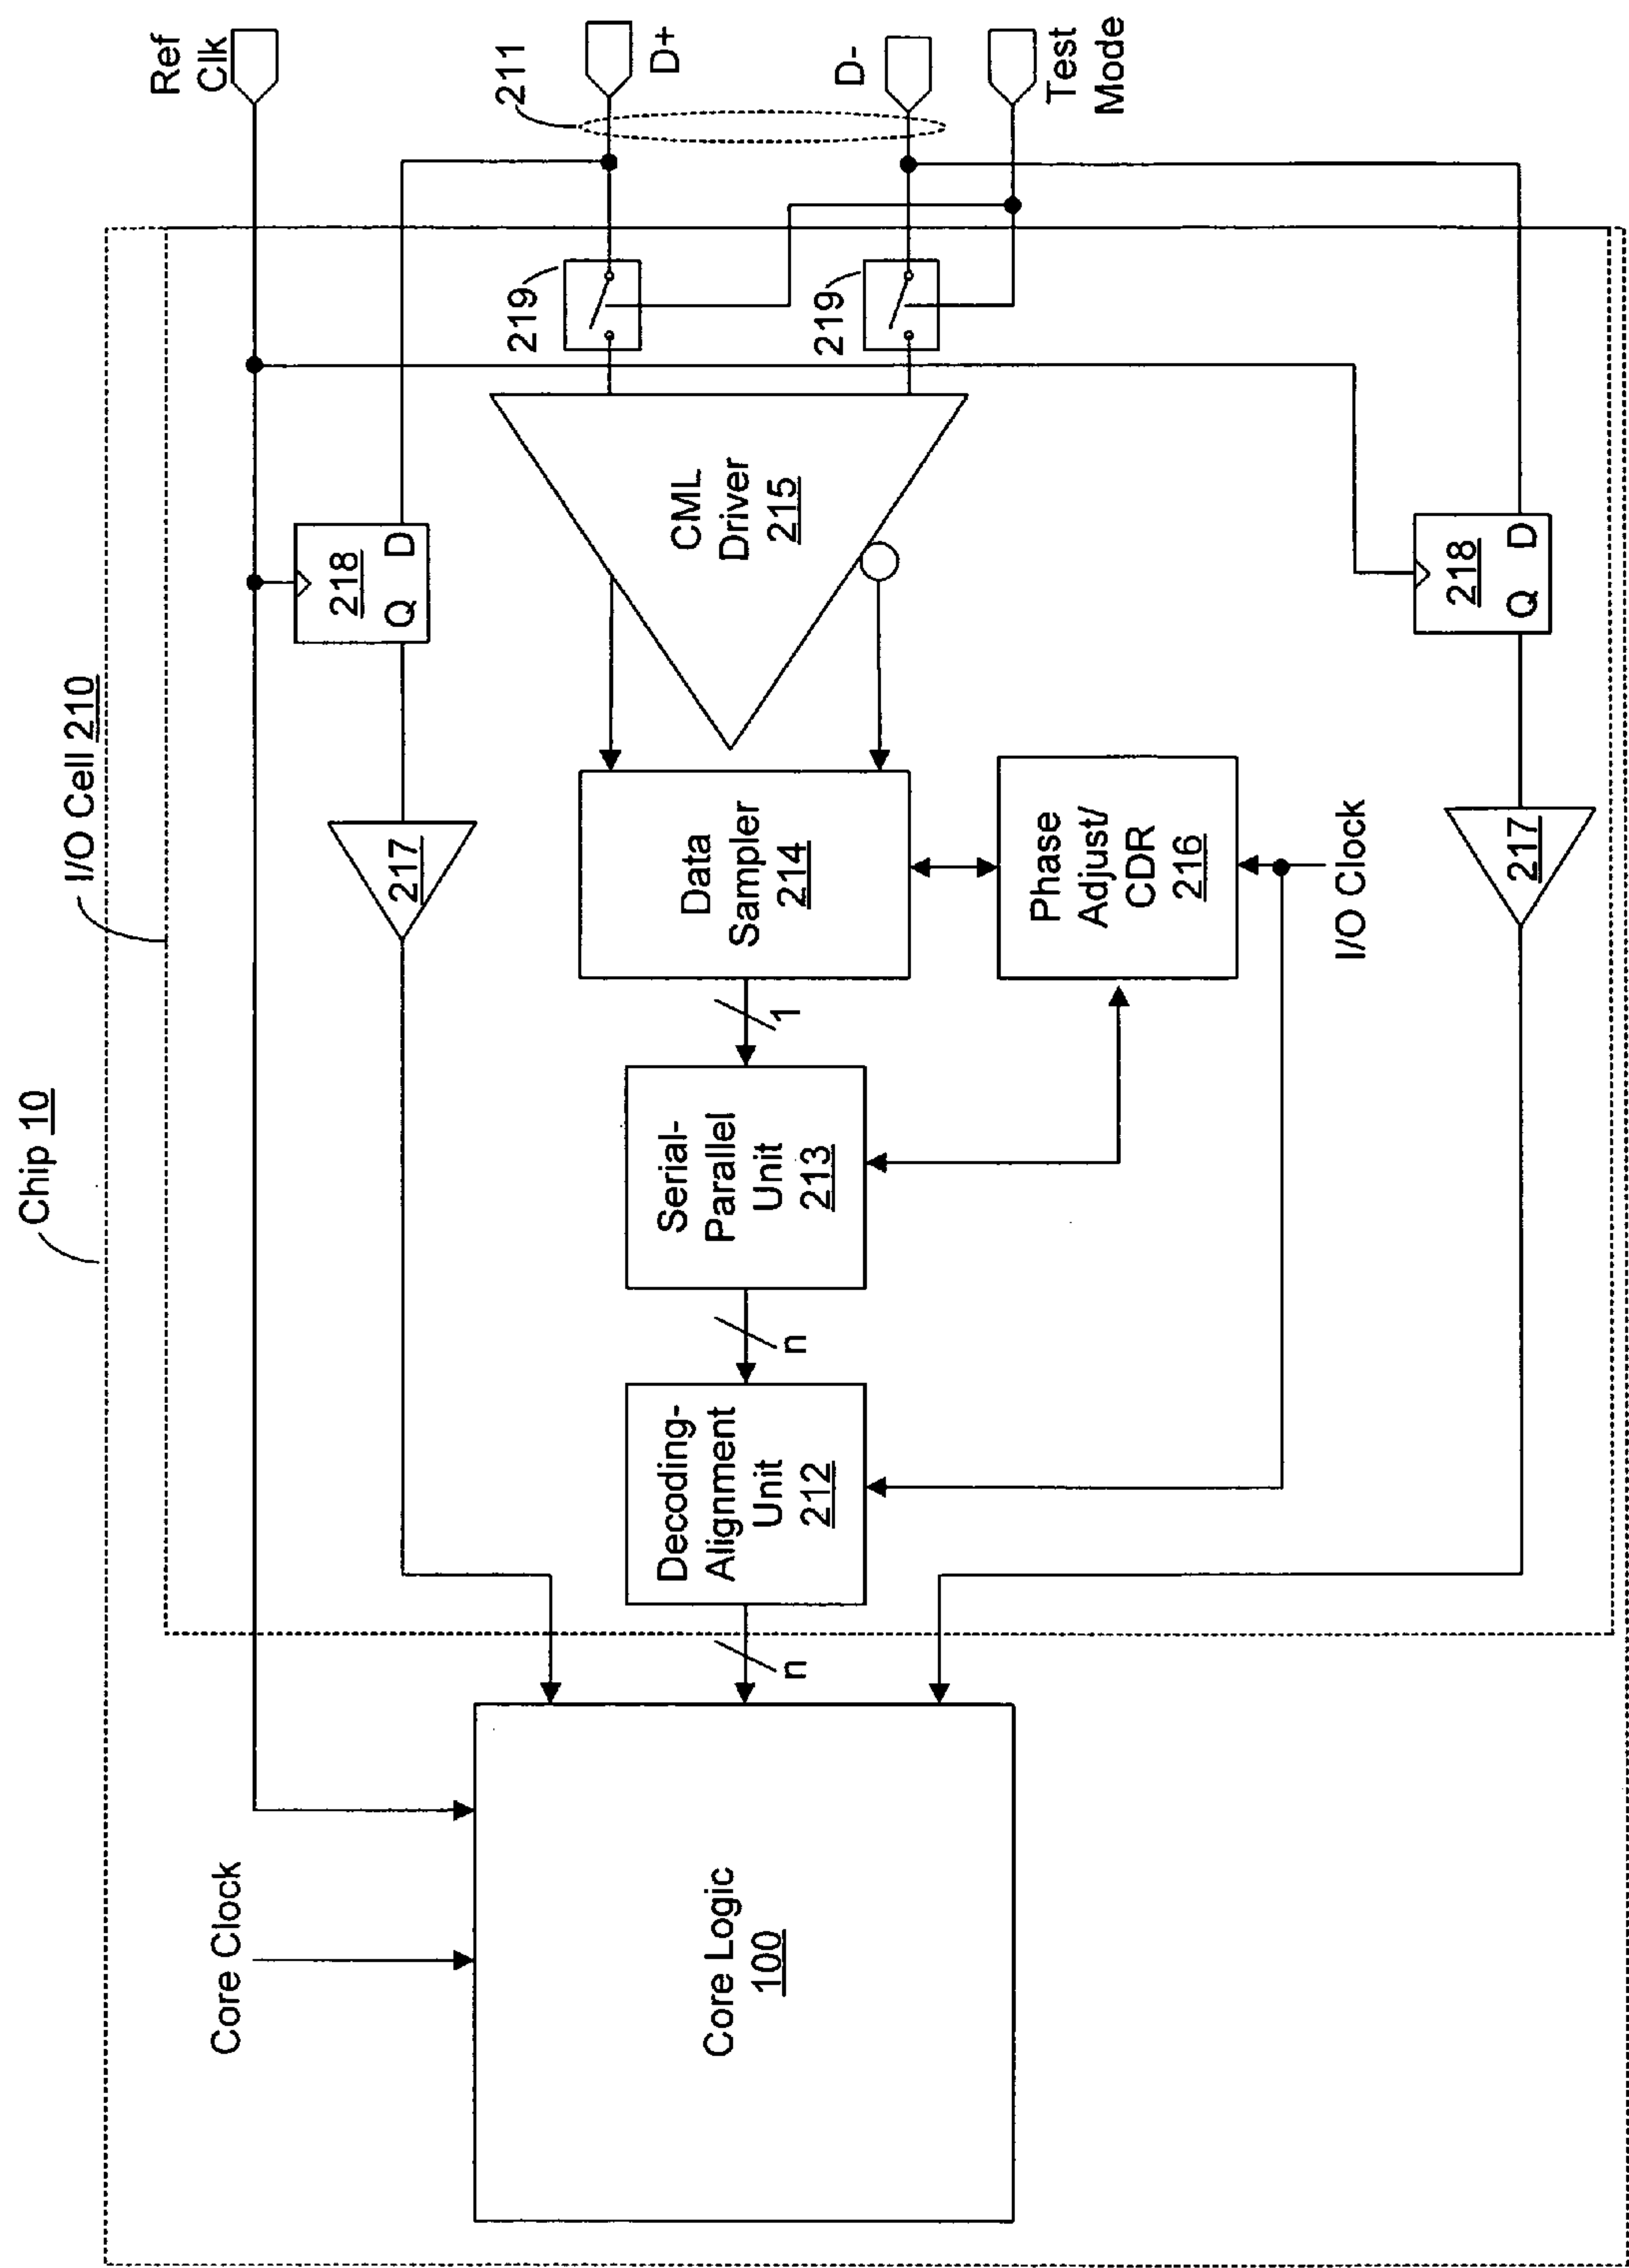 Chip 10
I/O Cell 210
Ref
Clk
Core Clock
218
D
Q
217
211
D+
219
CML
Driver
215
Data
Sampler
214
1
Serial-
Parallel
Unit
213
n
Decoding-
Alignment
Unit
212
n
Core Logic
100
D-
219
Test
Mode
Phase
Adjust/
CDR
216
I/O Clock
218
D
Q
217